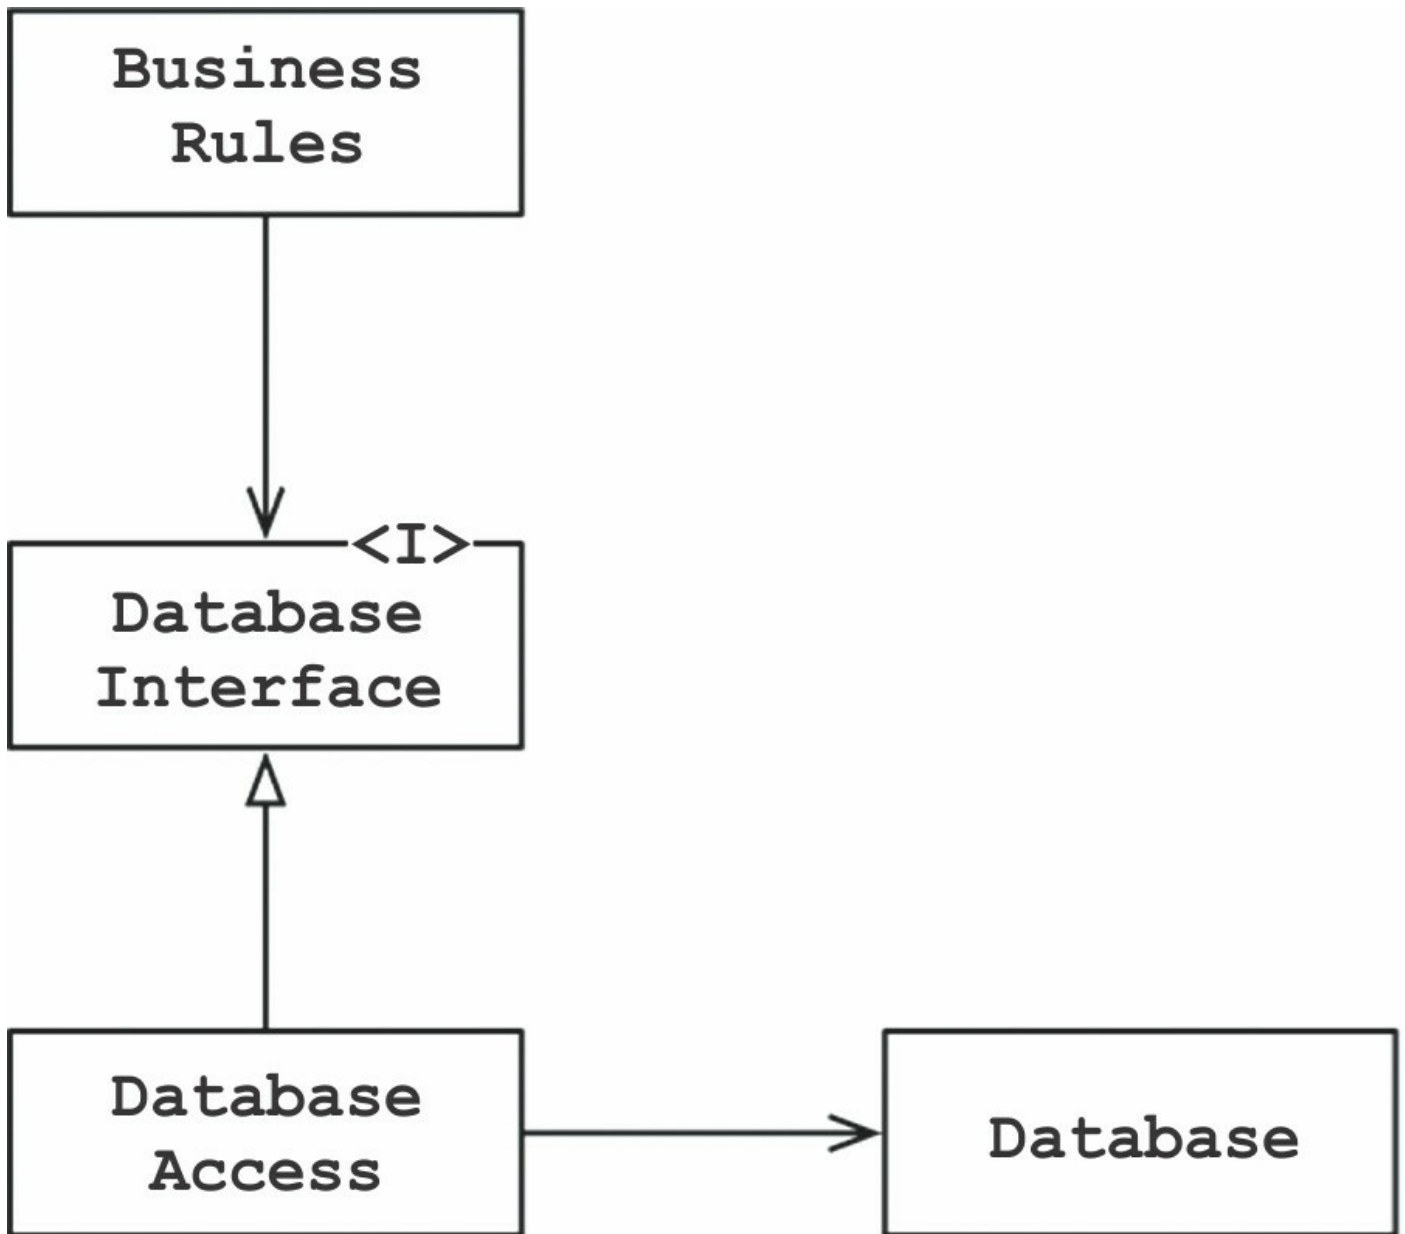 Business
Rules
<I>
Database
Interface
Database
Access
Database